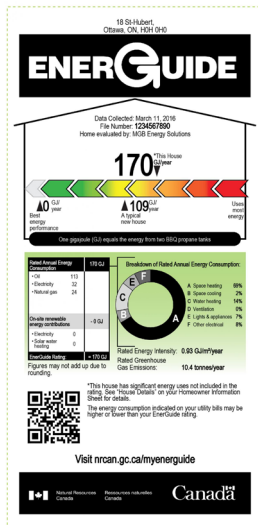 18 St-Hubert,
Ottawa, ON, H0H 0H0
ENERGUIDE
Data Collected: March 11, 2016
File Number: 1234567890
Home evaluated by: MGB Energy Solutions
170 *This House
GJ/year
0 GJ/year
Best energy performance
109 GJ/year
A typical new house
Uses most energy
One gigajoule (GJ) equals the energy from two BBQ propane tanks
Rated Annual Energy Consumption 170 GJ
• Oil 113
• Electricity 32
• Natural gas 24
On-site renewable energy contributions - 0 GJ
• Electricity 0
• Solar water heating 0
EnerGuide Rating: = 170 GJ
Figures may not add up due to rounding.
Breakdown of Rated Annual Energy Consumption:
A
B
C
E
F
A Space heating 69%
B Space cooling 2%
C Water heating 14%
D Ventilation 0%
E Lights & appliances 7%
F Other electrical 8%
Rated Energy Intensity: 0.93 GJ/m²/year
Rated Greenhouse
Gas Emissions: 10.4 tonnes/year
*This house has significant energy uses not included in the
rating. See "House Details" on your Homeowner Information
Sheet for details.
The energy consumption indicated on your utility bills may be
higher or lower than your EnerGuide rating.
Visit nrcan.gc.ca/myenerguide
Natural Resources
Canada
Ressources naturelles
Canada
Canada